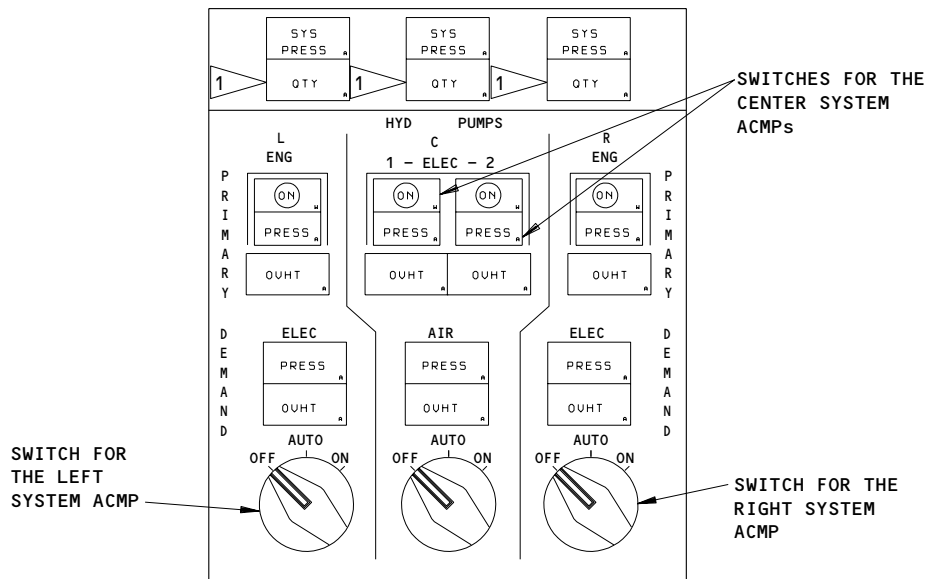 SYS PRESS A
SYS PRESS A
SYS PRESS A
1 QTY A
1 QTY A
1 QTY A
SWITCHES FOR THE
CENTER SYSTEM
ACMPs
HYD PUMPS
L
ENG
C
1 - ELEC - 2
R
ENG
PRIMARY
ON W
ON W
ON W
ON W
PRIMARY
PRESS A
PRESS A
PRESS A
PRESS A
OVHT A
OVHT A
OVHT A
OVHT A
DEMAND
ELEC
AIR
ELEC
DEMAND
PRESS A
PRESS A
PRESS A
OVHT A
OVHT A
OVHT A
AUTO
AUTO
AUTO
OFF ON
OFF ON
OFF ON
SWITCH FOR
THE LEFT
SYSTEM ACMP
SWITCH FOR THE
RIGHT SYSTEM
ACMP